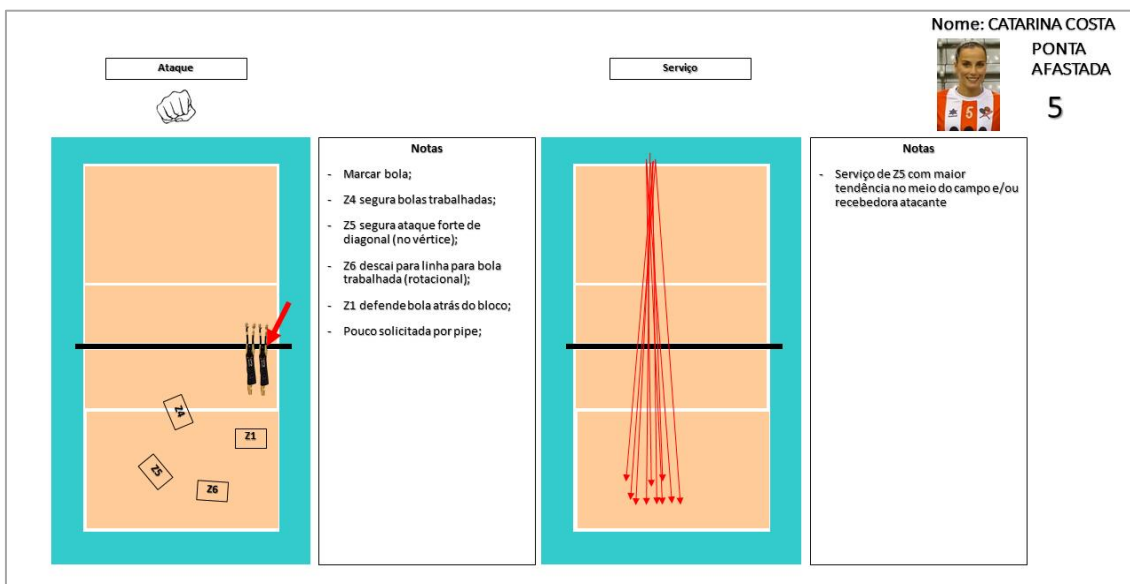 Nome: CATARINA COSTA
PONTA
AFASTADA
5
5
Ataque
Serviço
Notas
- Marcar bola;
- Z4 segura bolas trabalhadas;
- Z5 segura ataque forte de
diagonal (no vértice);
- Z6 descai para linha para bola
trabalhada (rotacional);
- Z1 defende bola atrás do bloco;
- Pouco solicitada por pipe;
Z4
Z1
Z5
Z6
Notas
- Serviço de Z5 com maior
tendência no meio do campo e/ou
recebedora atacante